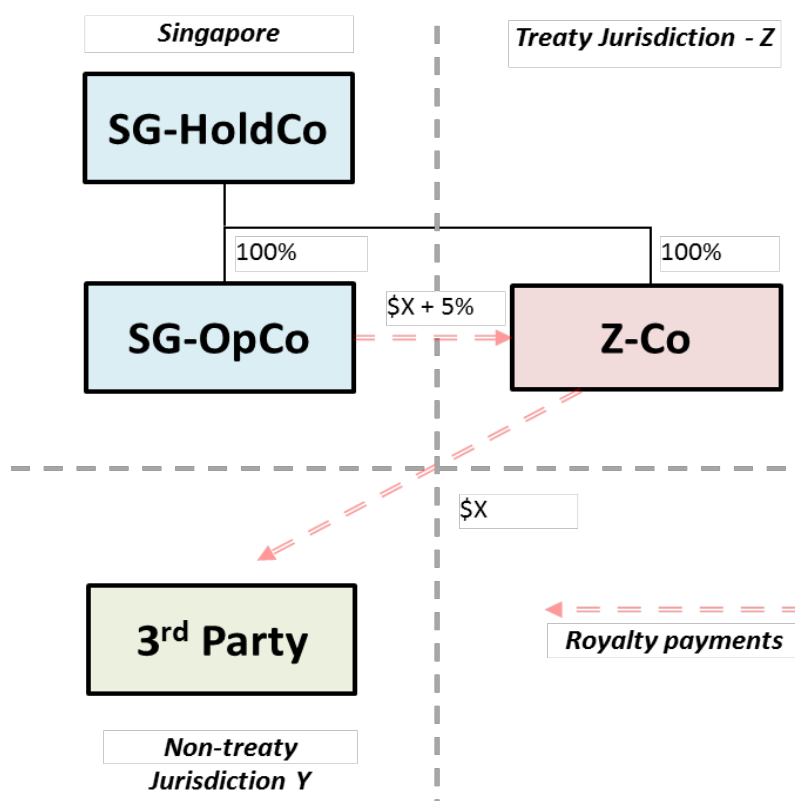 Singapore
Treaty Jurisdiction - Z
SG-HoldCo
100%
100%
SG-OpCo
$X + 5%
Z-Co
$X
3rd Party
Royalty payments
Non-treaty
Jurisdiction Y